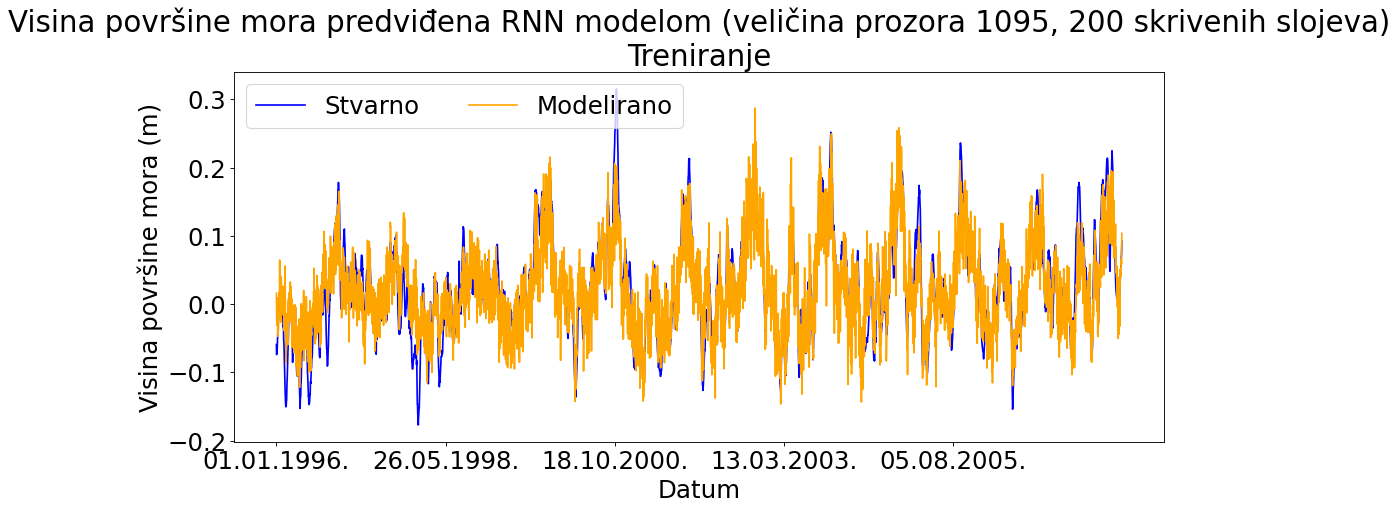 Visina površine mora predviđena RNN modelom (veličina prozora 1095, 200 skrivenih slojeva)
Treniranje
Stvarno Modelirano
Visina površine mora (m)
0.3
0.2
0.1
0.0
−0.1
−0.2
01.01.1996. 26.05.1998. 18.10.2000. 13.03.2003. 05.08.2005.
Datum